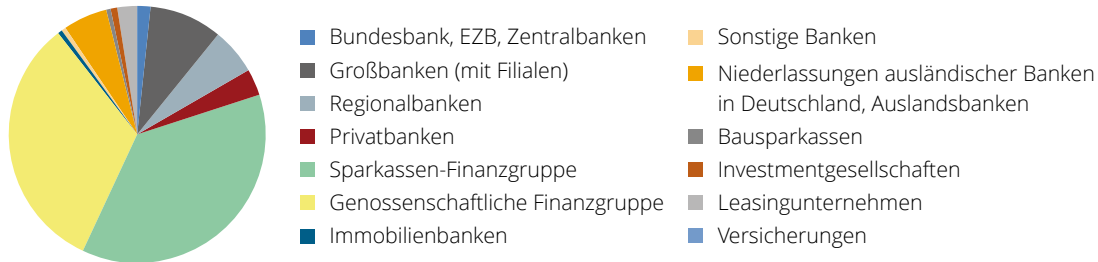 Bundesbank, EZB, Zentralbanken
Großbanken (mit Filialen)
Regionalbanken
Privatbanken
Sparkassen-Finanzgruppe
Genossenschaftliche Finanzgruppe
Immobilienbanken
Sonstige Banken
Niederlassungen ausländischer Banken
in Deutschland, Auslandsbanken
Bausparkassen
Investmentgesellschaften
Leasingunternehmen
Versicherungen